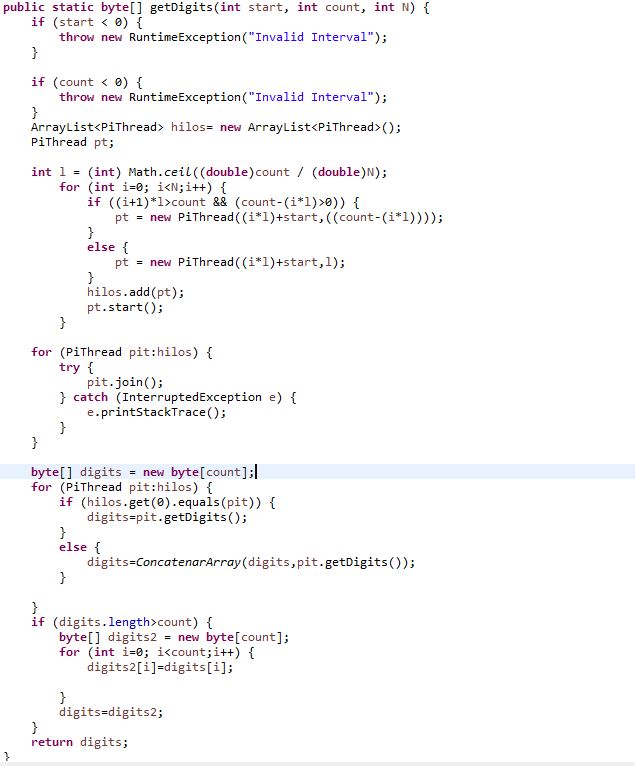 public static byte[] getDigits(int start, int count, int N) {
    if (start < 0) {
        throw new RuntimeException("Invalid Interval");
    }

    if (count < 0) {
        throw new RuntimeException("Invalid Interval");
    }
    ArrayList<PiThread> hilos= new ArrayList<PiThread>();
    PiThread pt;

    int l = (int) Math.ceil((double)count / (double)N);
        for (int i=0; i<N;i++) {
            if ((i+1)*l>count && (count-(i*l)>0)) {
                pt = new PiThread((i*l)+start,((count-(i*l))));
            }
            else {
                pt = new PiThread((i*l)+start,l);
            }
            hilos.add(pt);
            pt.start();
        }

    for (PiThread pit:hilos) {
        try {
            pit.join();
        } catch (InterruptedException e) {
            e.printStackTrace();
        }
    }

    byte[] digits = new byte[count];
    for (PiThread pit:hilos) {
        if (hilos.get(0).equals(pit)) {
            digits=pit.getDigits();
        }
        else {
            digits=ConcatenarArray(digits,pit.getDigits());
        }

    }
    if (digits.length>count) {
        byte[] digits2 = new byte[count];
        for (int i=0; i<count;i++) {
            digits2[i]=digits[i];

        }
        digits=digits2;
    }
    return digits;
}